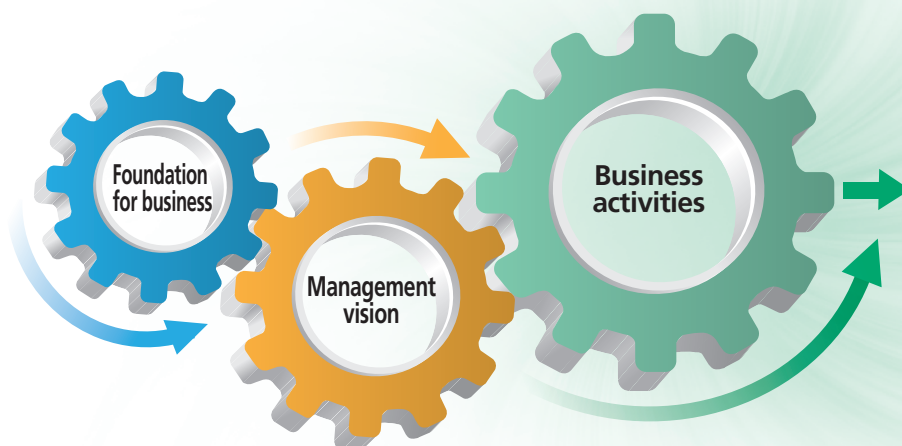 Foundation
for business
Management
vision
Business
activities